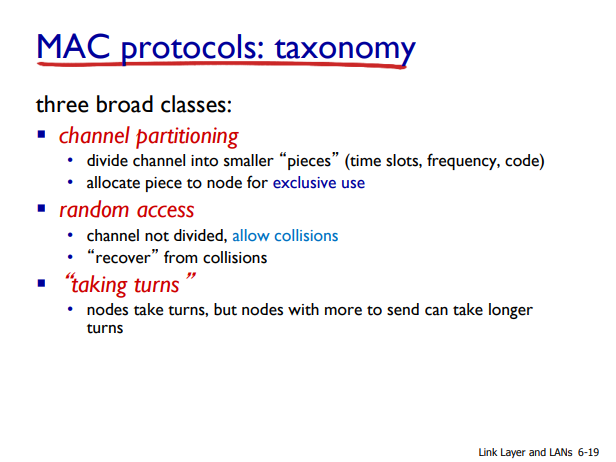 MAC protocols: taxonomy
three broad classes:
▪ channel partitioning
• divide channel into smaller “pieces” (time slots, frequency, code)
• allocate piece to node for exclusive use
▪ random access
• channel not divided, allow collisions
• “recover” from collisions
▪ “taking turns”
• nodes take turns, but nodes with more to send can take longer
turns
Link Layer and LANs 6-19